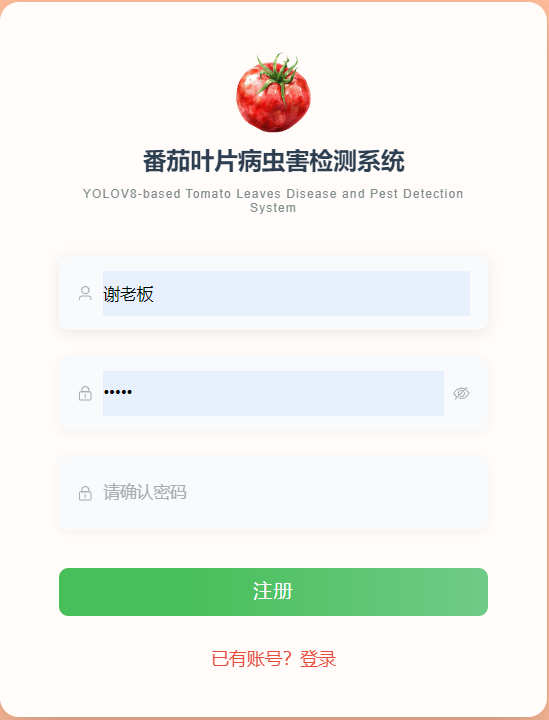 番茄叶片病虫害检测系统
YOLOV8-based Tomato Leaves Disease and Pest Detection
System
谢老板
•••••
请确认密码
注册
已有账号？登录